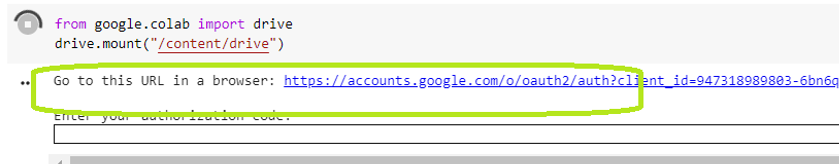 from google.colab import drive
drive.mount("/content/drive")
Go to this URL in a browser: https://accounts.google.com/o/oauth2/auth?client_id=947318989803-6bn6q
Enter your authorization code: